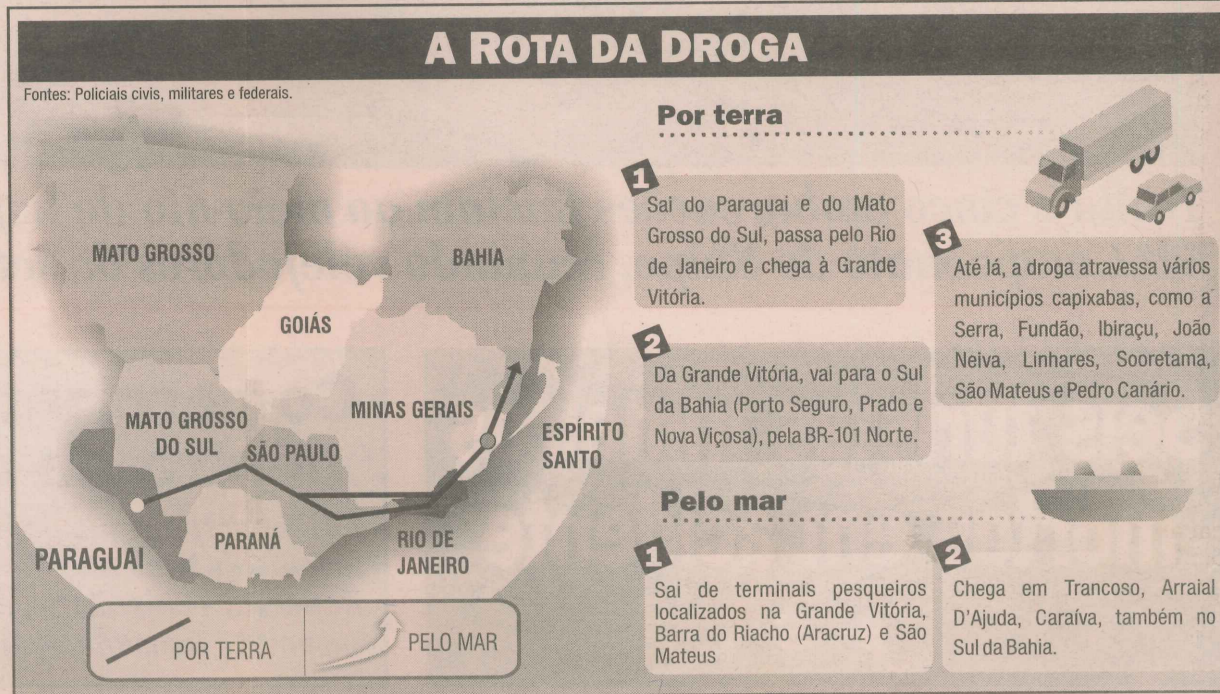 A ROTA DA DROGA
Fontes: Policiais civis, militares e federais.
MATO GROSSO
BAHIA
GOIÁS
MATO GROSSO
DO SUL
MINAS GERAIS
SÃO PAULO
ESPÍRITO
SANTO
PARANÁ
RIO DE
JANEIRO
PARAGUAI
POR TERRA
PELO MAR
Por terra
1
Sai do Paraguai e do Mato
Grosso do Sul, passa pelo Rio
de Janeiro e chega à Grande
Vitória.
2
Da Grande Vitória, vai para o Sul
da Bahia (Porto Seguro, Prado e
Nova Viçosa), pela BR-101 Norte.
3
Até lá, a droga atravessa vários
municípios capixabas, como a
Serra, Fundão, Ibiraçu, João
Neiva, Linhares, Sooretama,
São Mateus e Pedro Canário.
Pelo mar
1
Sai de terminais pesqueiros
localizados na Grande Vitória,
Barra do Riacho (Aracruz) e São
Mateus
2
Chega em Trancoso, Arraial
D'Ajuda, Caraíva, também no
Sul da Bahia.